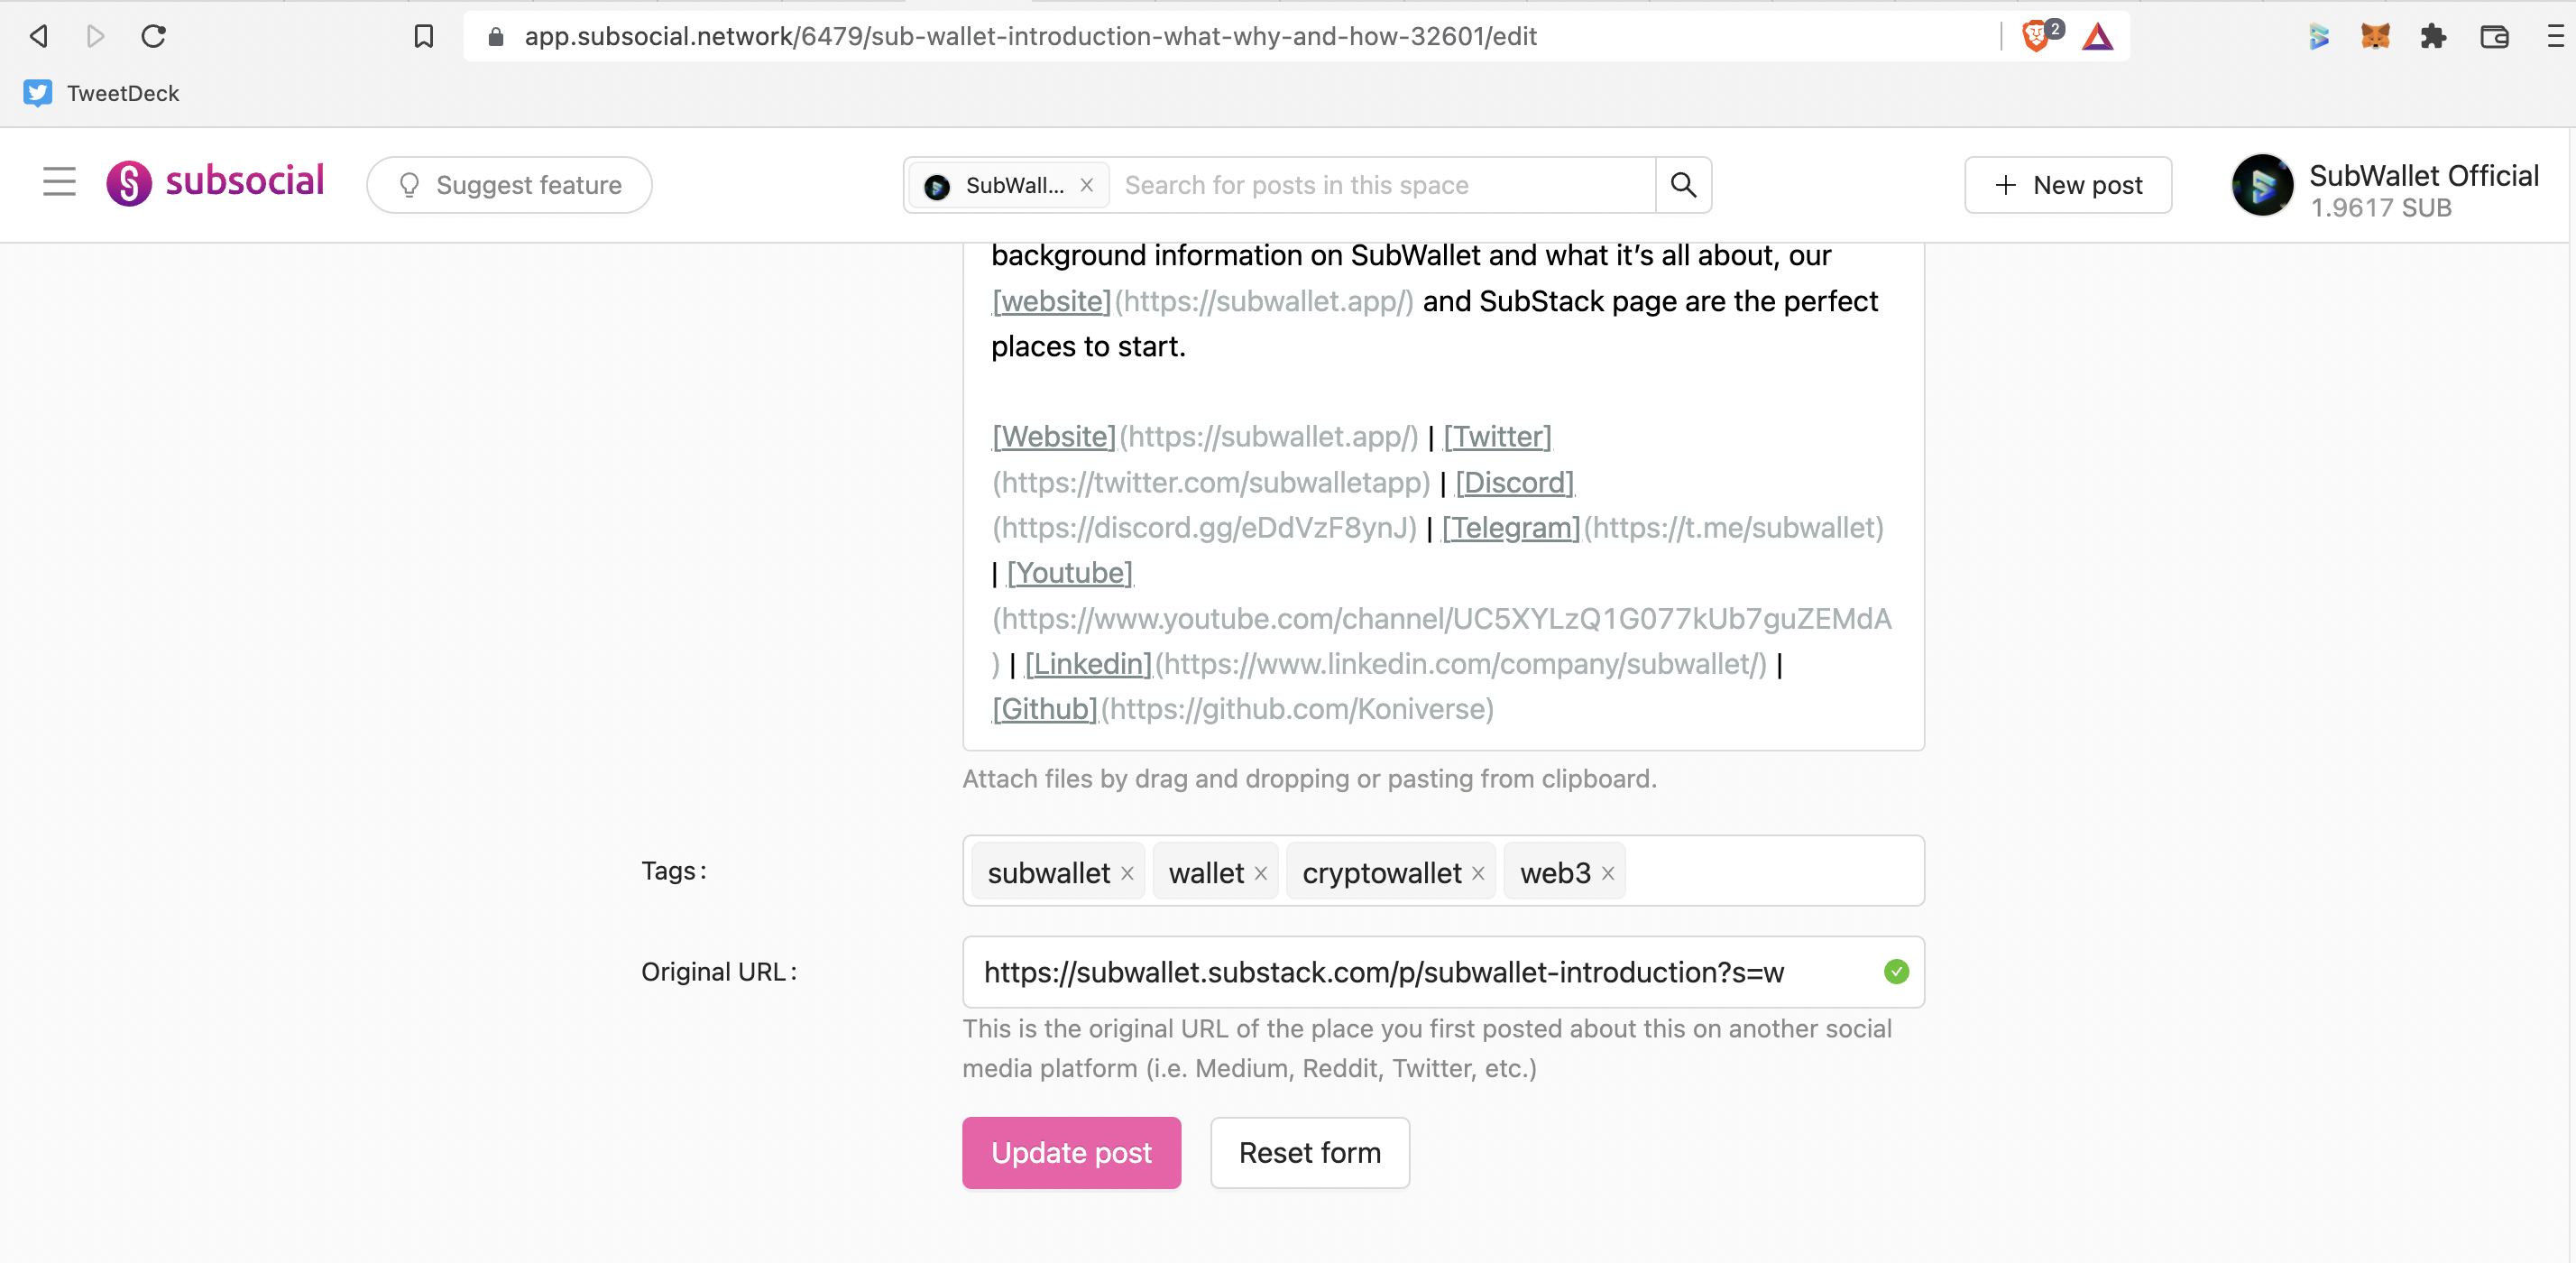 app.subsocial.network/6479/sub-wallet-introduction-what-why-and-how-32601/edit
2
TweetDeck
subsocial
Suggest feature
SubWall...
Search for posts in this space
New post
SubWallet Official
1.9617 SUB
background information on SubWallet and what it’s all about, our
[website](https://subwallet.app/) and SubStack page are the perfect
places to start.
[Website](https://subwallet.app/) | [Twitter]
(https://twitter.com/subwalletapp) | [Discord]
(https://discord.gg/eDdVzF8ynJ) | [Telegram](https://t.me/subwallet)
| [Youtube]
(https://www.youtube.com/channel/UC5XYLzQ1G077kUb7guZEMdA
) | [Linkedin](https://www.linkedin.com/company/subwallet/) |
[Github](https://github.com/Koniverse)
Attach files by drag and dropping or pasting from clipboard.
Tags:
subwallet wallet cryptowallet web3
Original URL:
https://subwallet.substack.com/p/subwallet-introduction?s=w
This is the original URL of the place you first posted about this on another social
media platform (i.e. Medium, Reddit, Twitter, etc.)
Update post
Reset form